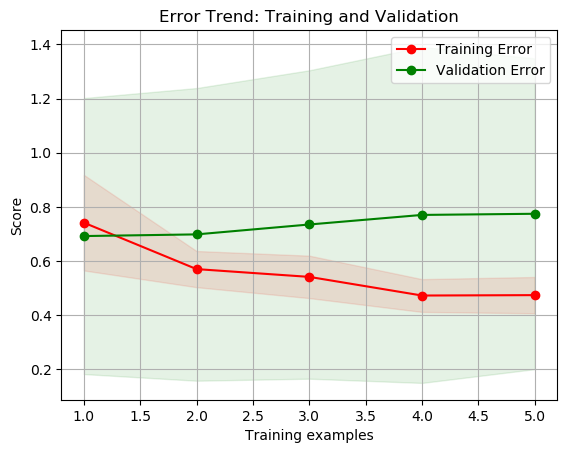 Error Trend: Training and Validation
Training Error
Validation Error
Score
1.4
1.2
1.0
0.8
0.6
0.4
0.2
1.0 1.5 2.0 2.5 3.0 3.5 4.0 4.5 5.0
Training examples